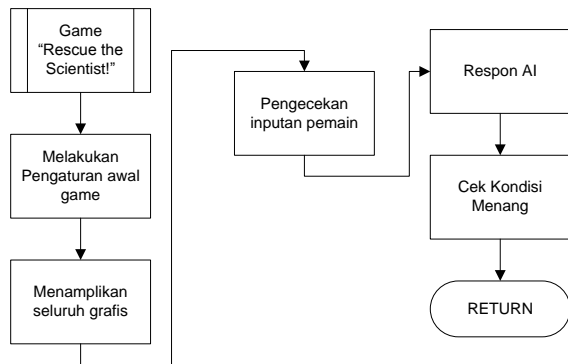 Game
“Rescue the
Scientist!”
Melakukan
Pengaturan awal
game
Menamplikan
seluruh grafis
Pengecekan
inputan pemain
Respon AI
Cek Kondisi
Menang
RETURN